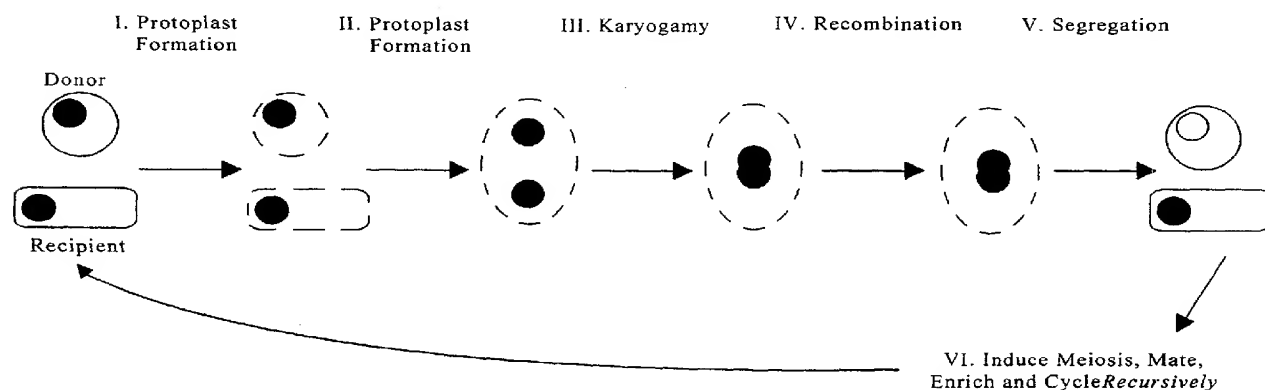 I. Protoplast
Formation
II. Protoplast
Formation
III. Karyogamy
IV. Recombination
V. Segregation
Donor
Recipient
VI. Induce Meiosis, Mate,
Enrich and CycleRecursively